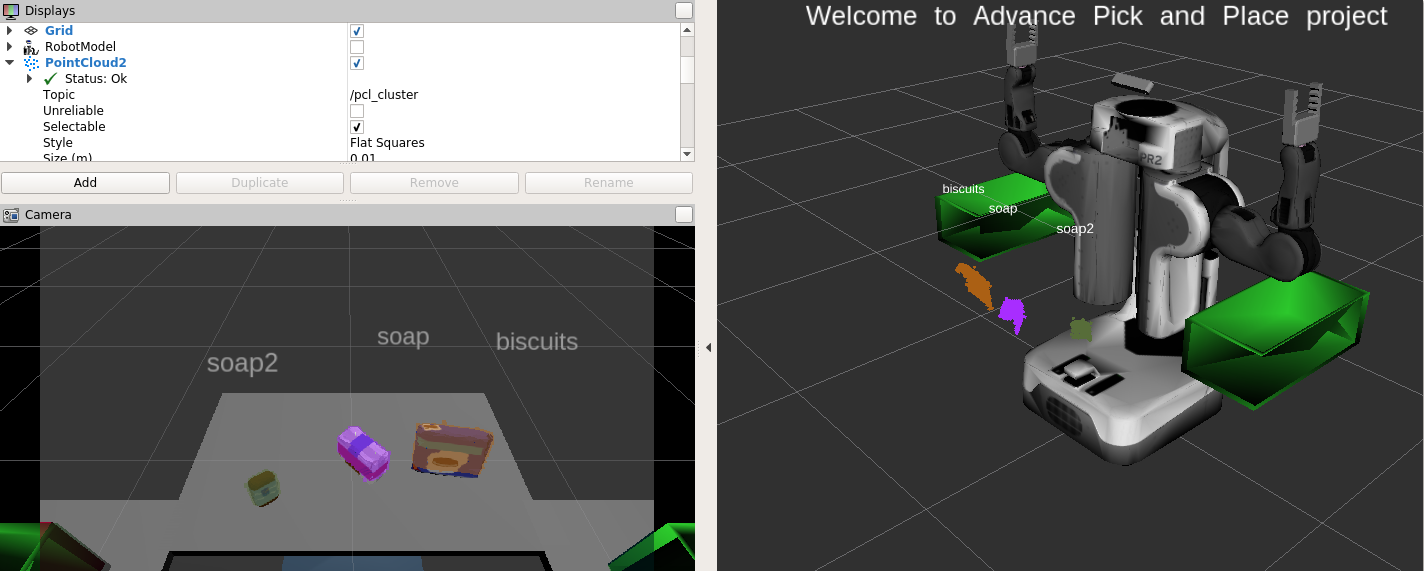 Displays
Grid
RobotModel
PointCloud2
Status: Ok
Topic /pcl_cluster
Unreliable
Selectable
Style Flat Squares
Size (m) 0.01
Add Duplicate Remove Rename
Camera
soap2 soap biscuits
Welcome to Advance Pick and Place project
PR2
biscuits
soap
soap2